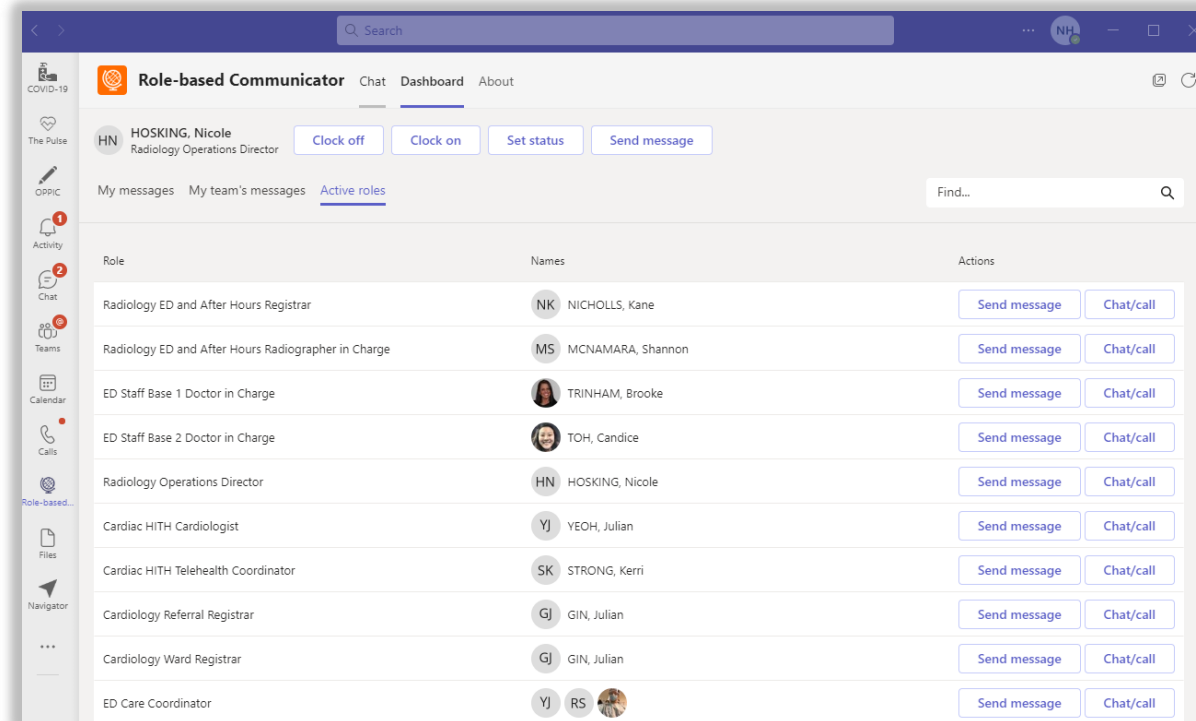 Search
NH
COVID-19
The Pulse
OPPIC
1
Activity
2
Chat
@
Teams
Calendar
Calls
Role-based...
Files
Navigator
Role-based Communicator Chat Dashboard About
HN HOSKING, Nicole
Radiology Operations Director
Clock off Clock on Set status Send message
My messages My team's messages Active roles
Find...
Role Names Actions
Radiology ED and After Hours Registrar NK NICHOLLS, Kane Send message Chat/call
Radiology ED and After Hours Radiographer in Charge MS MCNAMARA, Shannon Send message Chat/call
ED Staff Base 1 Doctor in Charge TRINHAM, Brooke Send message Chat/call
ED Staff Base 2 Doctor in Charge TOH, Candice Send message Chat/call
Radiology Operations Director HN HOSKING, Nicole Send message Chat/call
Cardiac HITH Cardiologist YJ YEOH, Julian Send message Chat/call
Cardiac HITH Telehealth Coordinator SK STRONG, Kerri Send message Chat/call
Cardiology Referral Registrar GJ GIN, Julian Send message Chat/call
Cardiology Ward Registrar GJ GIN, Julian Send message Chat/call
ED Care Coordinator YJ RS Send message Chat/call